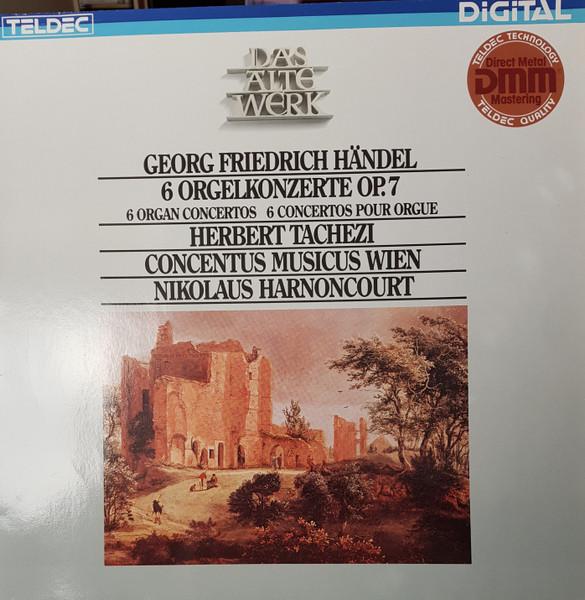 TELDEC
DiGiTAL
DAS
ALTE
WERK
TELDEC TECHNOLOGY
Direct Metal
DMM
Mastering
TELDEC QUALITY
GEORG FRIEDRICH HÄNDEL
6 ORGELKONZERTE OP. 7
6 ORGAN CONCERTOS 6 CONCERTOS POUR ORGUE
HERBERT TACHEZI
CONCENTUS MUSICUS WIEN
NIKOLAUS HARNONCOURT